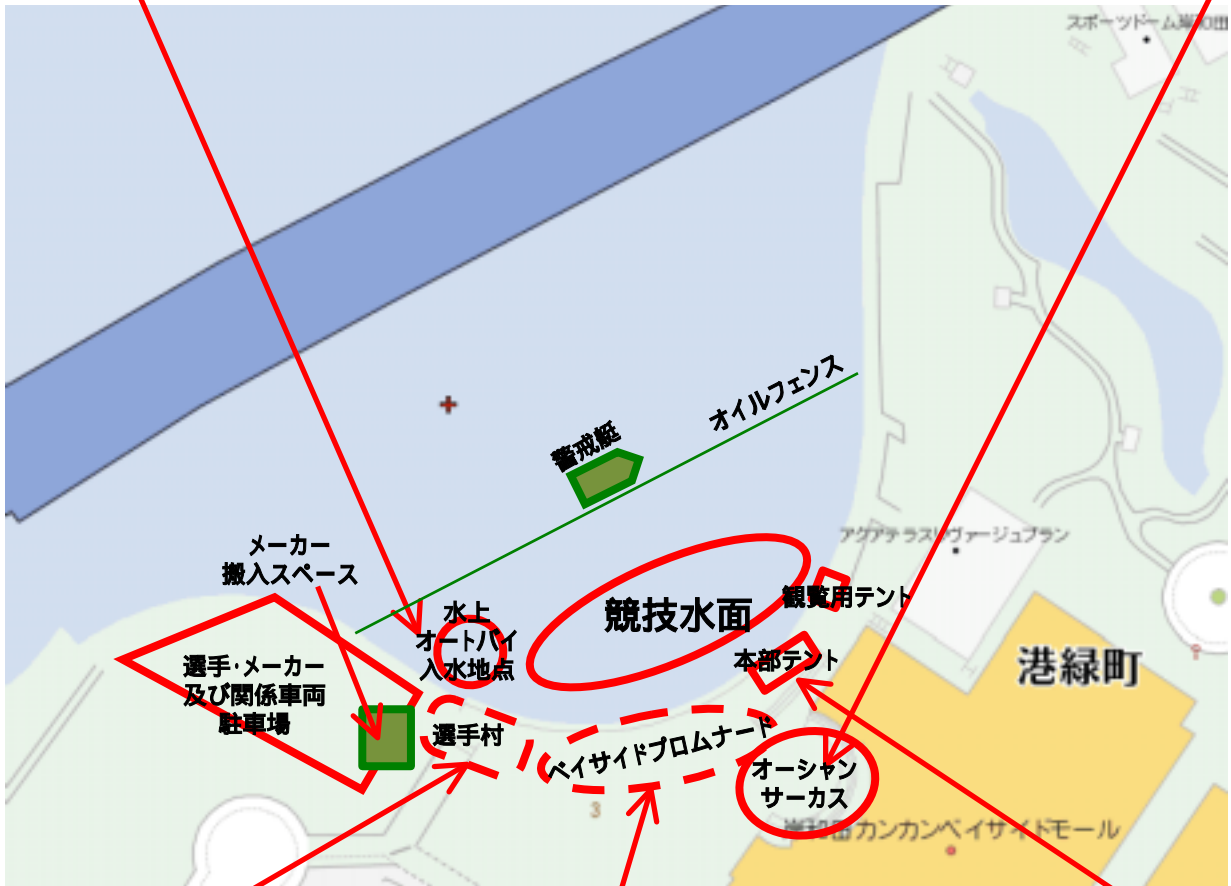 スポーツドーム岸和田
オイルフェンス
警戒艇
アクアテラスリヴァージュブラン
メーカー
搬入スペース
観覧用テント
競技水面
水上
オートバイ
入水地点
本部テント
港緑町
選手・メーカー
及び関係車両
駐車場
選手村
ベイサイドプロムナード
オーシャン
サーカス
3
岸和田カンカンベイサイドモール